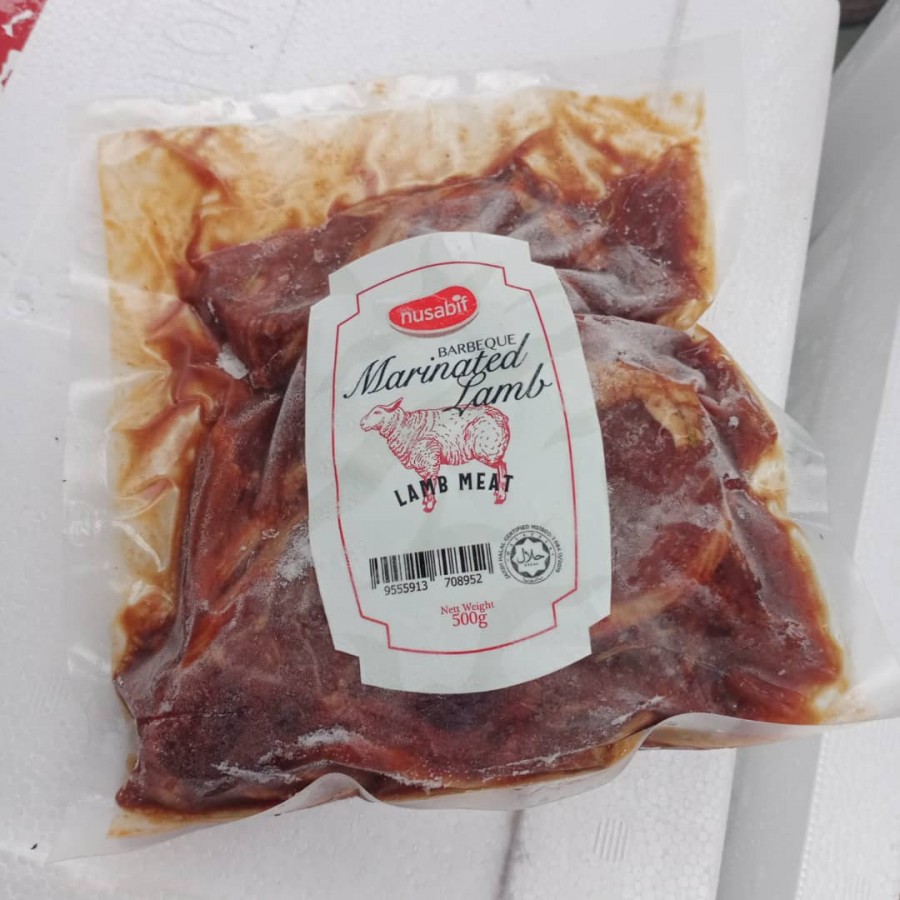 nusabif
BARBEQUE
Marinated
Lamb
LAMB MEAT
9555913 708952
حلال
Nett Weight
500g